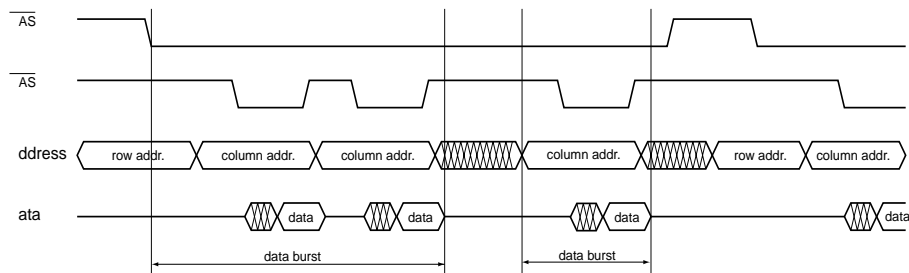 AS
AS
ddress row addr. column addr. column addr. column addr. row addr. column addr.
ata data data data data
data burst data burst